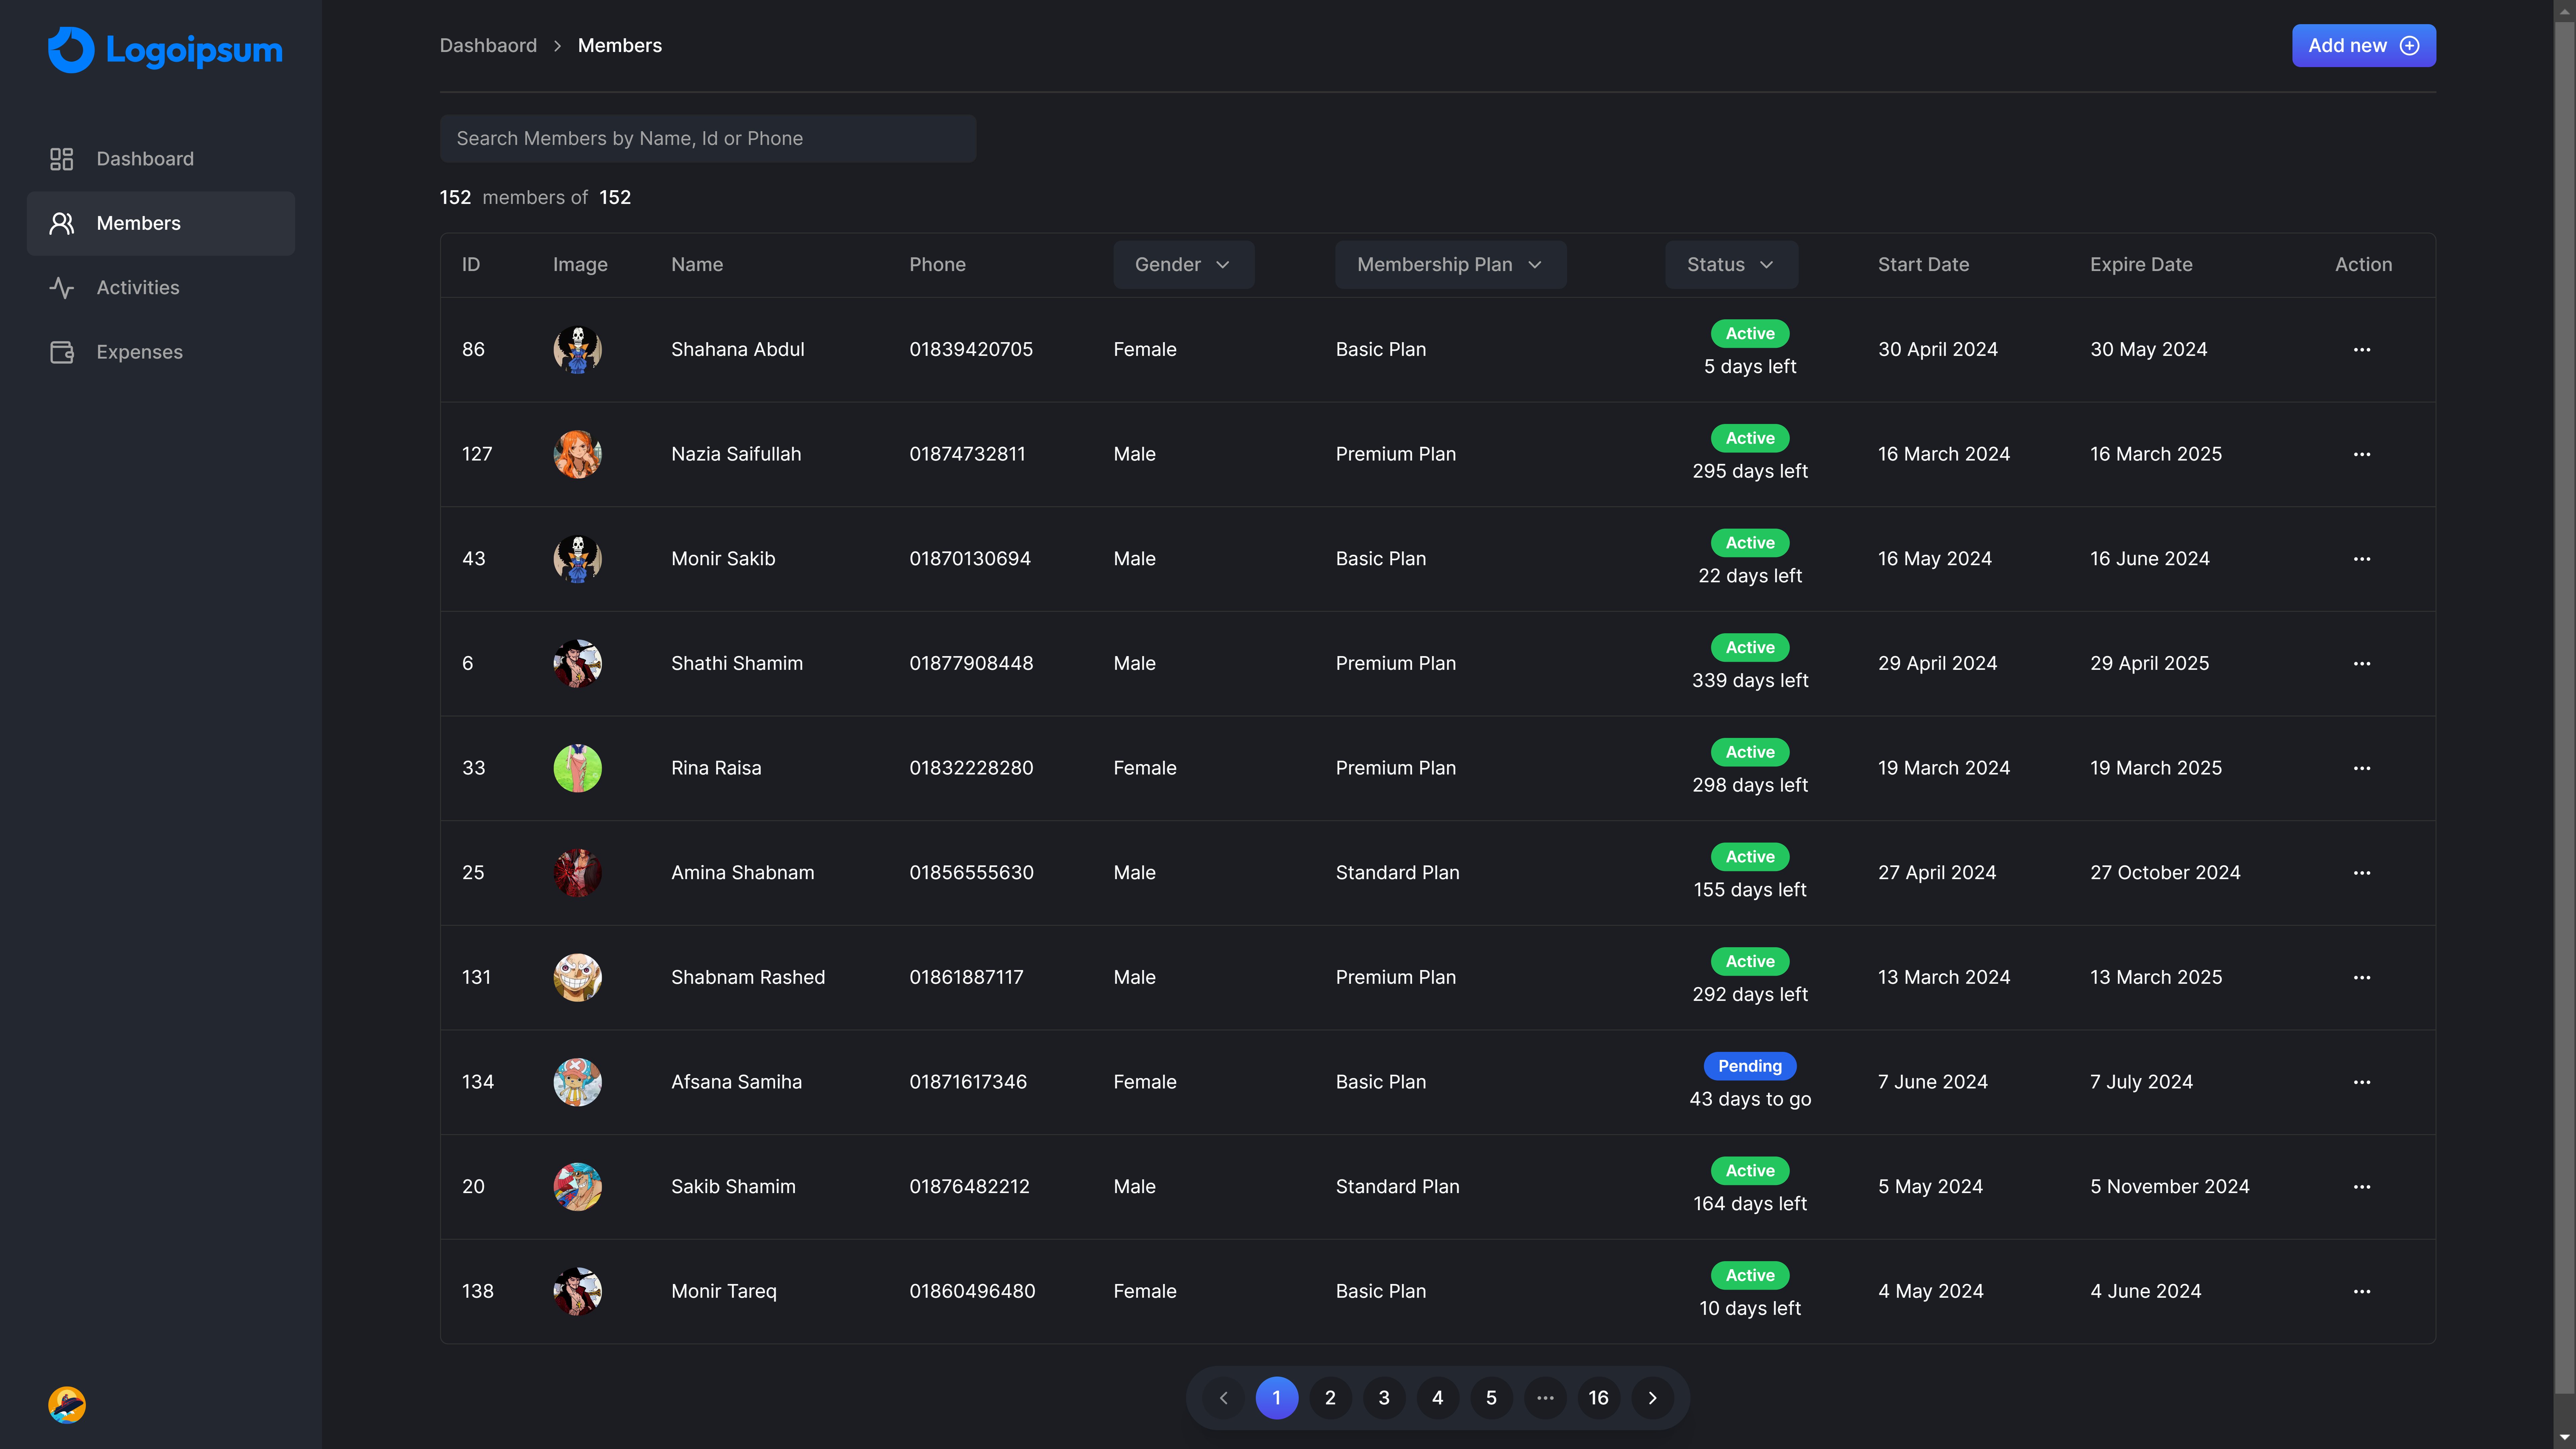 Logoipsum
Dashboard
Members
Activities
Expenses
Dashbaord > Members
Add new
Search Members by Name, Id or Phone
152 members of 152
ID Image Name Phone Gender Membership Plan Status Start Date Expire Date Action
86 Shahana Abdul 01839420705 Female Basic Plan Active 30 April 2024 30 May 2024
5 days left
127 Nazia Saifullah 01874732811 Male Premium Plan Active 16 March 2024 16 March 2025
295 days left
43 Monir Sakib 01870130694 Male Basic Plan Active 16 May 2024 16 June 2024
22 days left
6 Shathi Shamim 01877908448 Male Premium Plan Active 29 April 2024 29 April 2025
339 days left
33 Rina Raisa 01832228280 Female Premium Plan Active 19 March 2024 19 March 2025
298 days left
25 Amina Shabnam 01856555630 Male Standard Plan Active 27 April 2024 27 October 2024
155 days left
131 Shabnam Rashed 01861887117 Male Premium Plan Active 13 March 2024 13 March 2025
292 days left
134 Afsana Samiha 01871617346 Female Basic Plan Pending 7 June 2024 7 July 2024
43 days to go
20 Sakib Shamim 01876482212 Male Standard Plan Active 5 May 2024 5 November 2024
164 days left
138 Monir Tareq 01860496480 Female Basic Plan Active 4 May 2024 4 June 2024
10 days left
1 2 3 4 5 ... 16